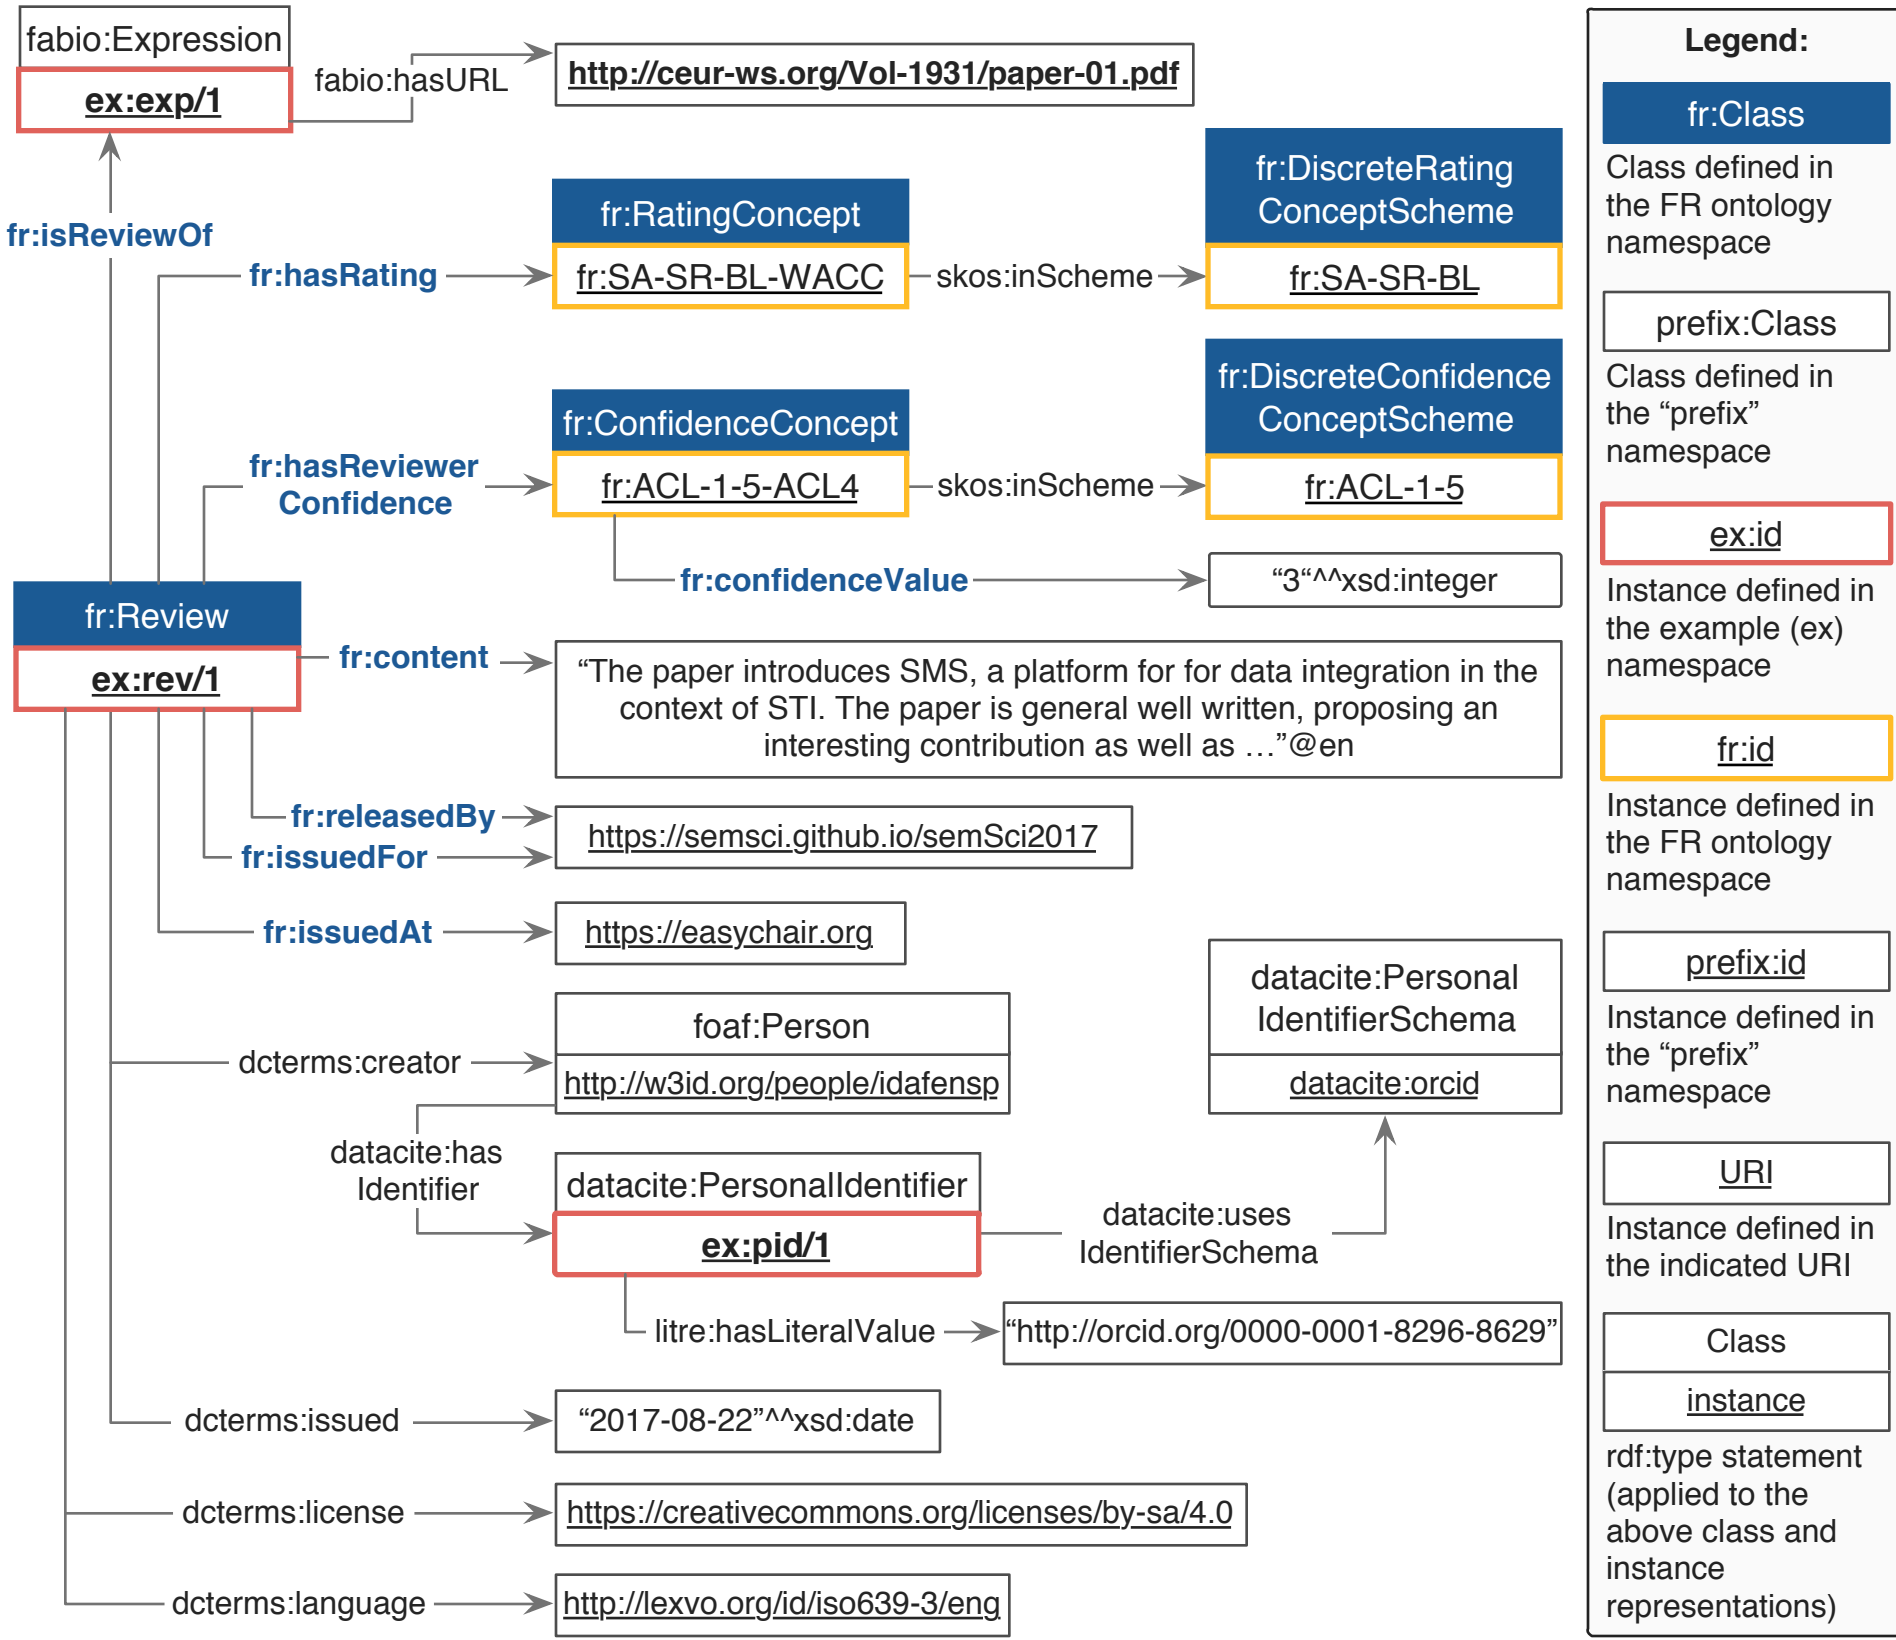 fabio:Expression
ex:exp/1
fabio:hasURL
http://ceur-ws.org/Vol-1931/paper-01.pdf
fr:isReviewOf
fr:hasRating
fr:RatingConcept
fr:SA-SR-BL-WACC
skos:inScheme
fr:DiscreteRating
ConceptScheme
fr:SA-SR-BL
fr:hasReviewer
Confidence
fr:ConfidenceConcept
fr:ACL-1-5-ACL4
skos:inScheme
fr:DiscreteConfidence
ConceptScheme
fr:ACL-1-5
fr:confidenceValue
“3“^^xsd:integer
fr:Review
ex:rev/1
fr:content
“The paper introduces SMS, a platform for for data integration in the
context of STI. The paper is general well written, proposing an
interesting contribution as well as …”@en
fr:releasedBy
fr:issuedFor
https://semsci.github.io/semSci2017
fr:issuedAt
https://easychair.org
dcterms:creator
foaf:Person
http://w3id.org/people/idafensp
datacite:has
Identifier
datacite:PersonalIdentifier
ex:pid/1
datacite:uses
IdentifierSchema
datacite:Personal
IdentifierSchema
datacite:orcid
litre:hasLiteralValue
“http://orcid.org/0000-0001-8296-8629”
dcterms:issued
“2017-08-22”^^xsd:date
dcterms:license
https://creativecommons.org/licenses/by-sa/4.0
dcterms:language
http://lexvo.org/id/iso639-3/eng
Legend:
fr:Class
Class defined in
the FR ontology
namespace
prefix:Class
Class defined in
the “prefix”
namespace
ex:id
Instance defined in
the example (ex)
namespace
fr:id
Instance defined in
the FR ontology
namespace
prefix:id
Instance defined in
the “prefix”
namespace
URI
Instance defined in
the indicated URI
Class
instance
rdf:type statement
(applied to the
above class and
instance
representations)